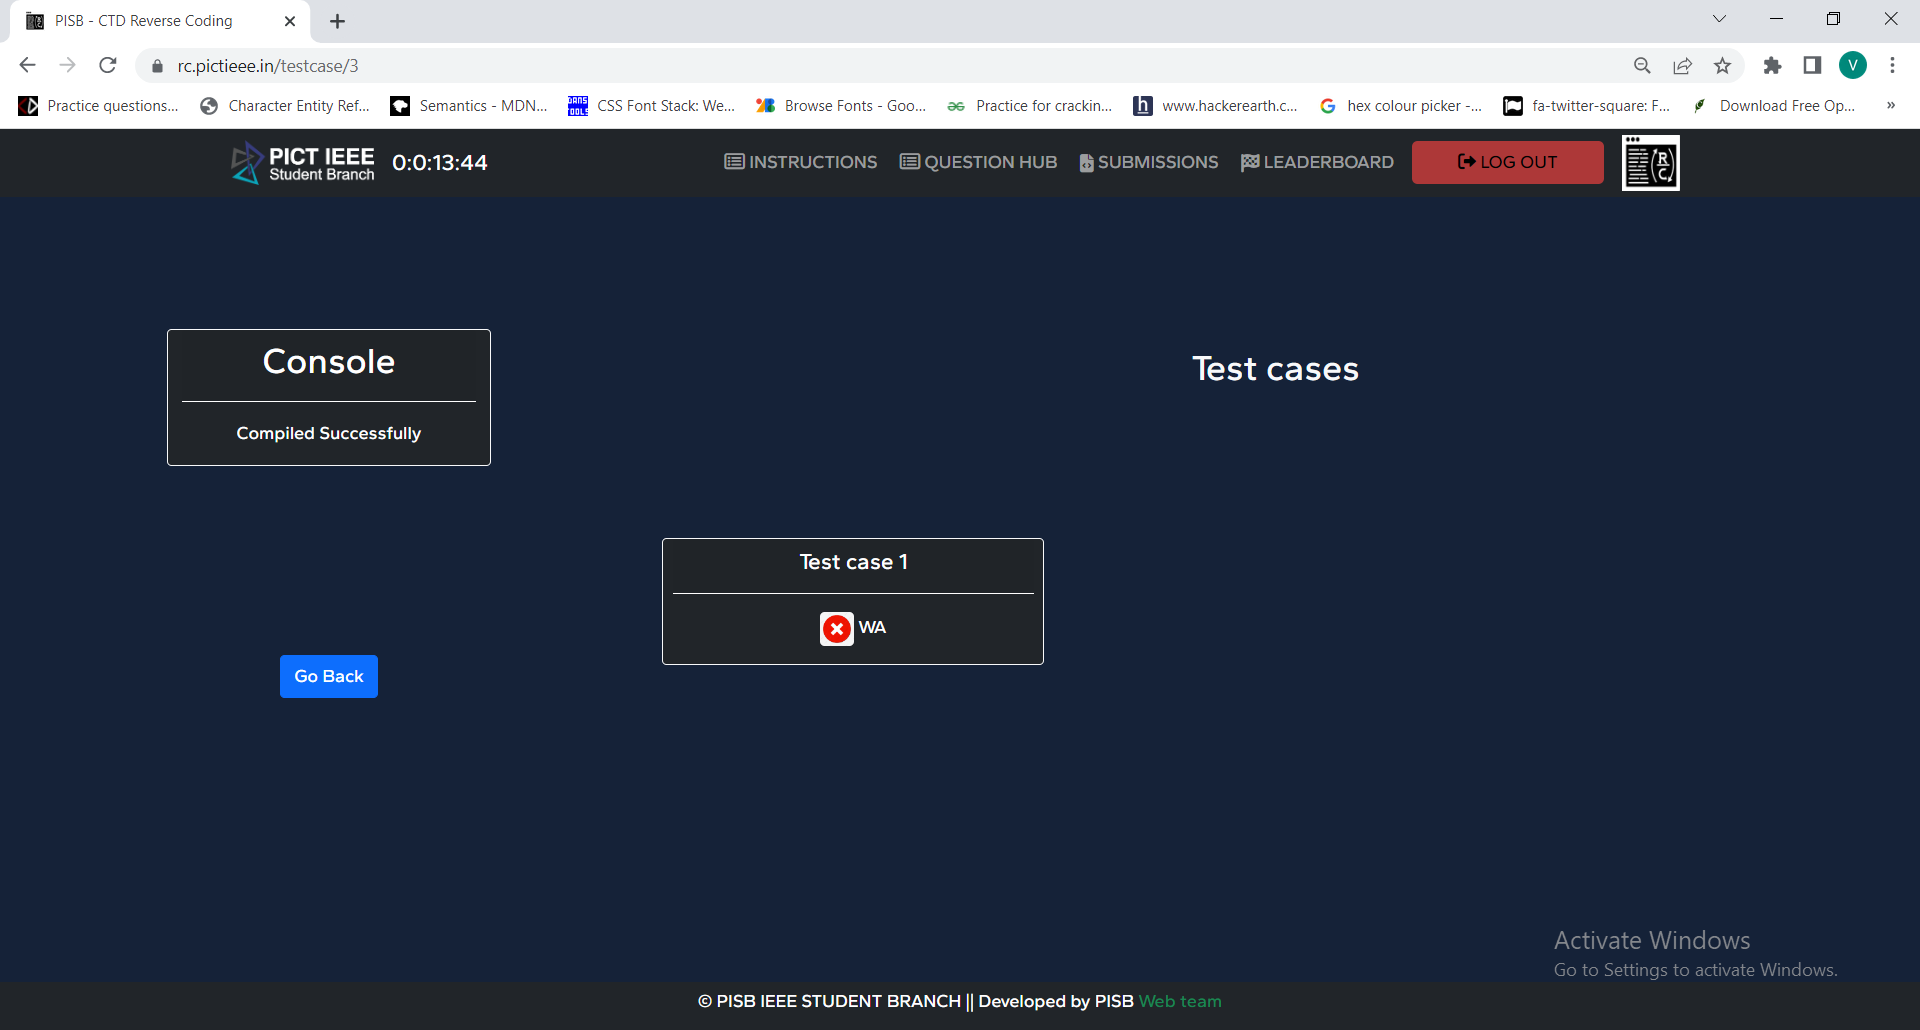 PISB - CTD Reverse Coding
rc.pictieee.in/testcase/3
V
Practice questions... Character Entity Ref... Semantics - MDN... CSS Font Stack: We... Browse Fonts - Goo... Practice for crackin... www.hackerearth.c... hex colour picker -... fa-twitter-square: F... Download Free Op... »
PICT IEEE
Student Branch
0:0:13:44 INSTRUCTIONS QUESTION HUB SUBMISSIONS LEADERBOARD LOG OUT
R
C
Console
Compiled Successfully
Test cases
Test case 1
WA
Go Back
Activate Windows
Go to Settings to activate Windows.
© PISB IEEE STUDENT BRANCH || Developed by PISB Web team